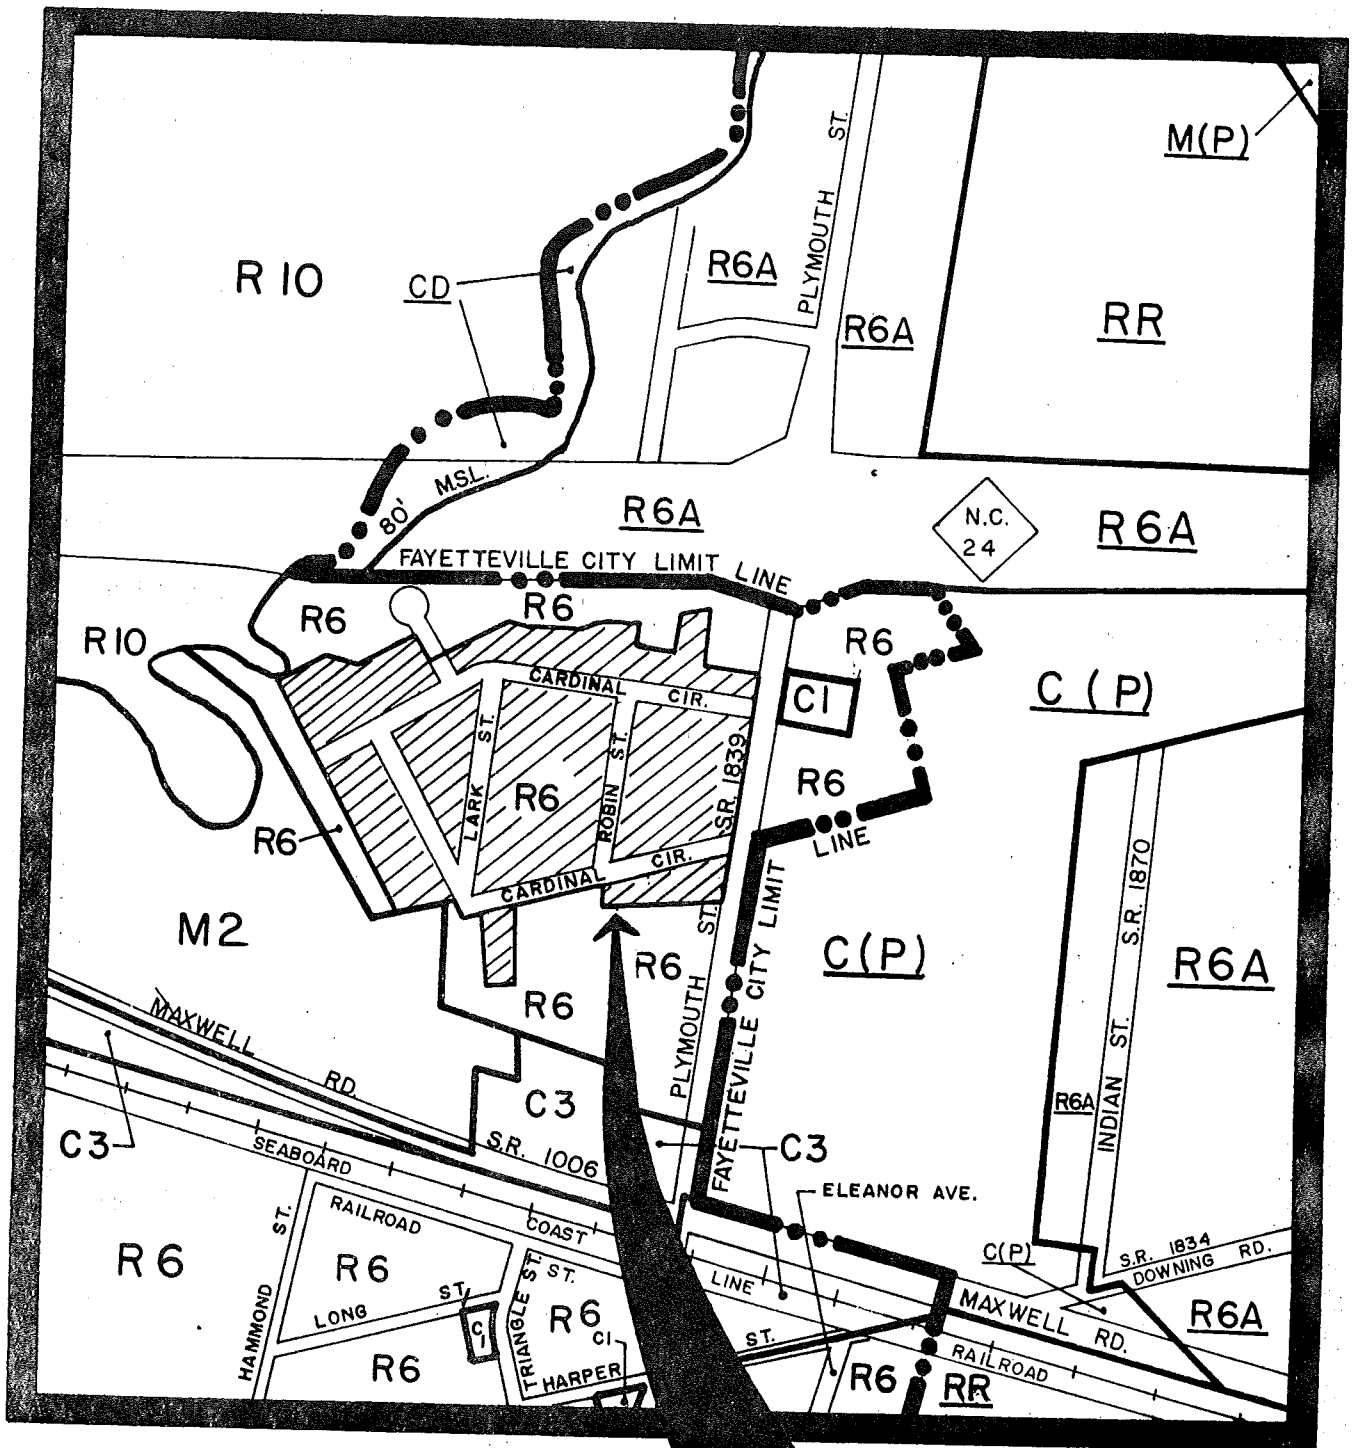 M(P)
PLYMOUTH ST.
R 10
CD
R6A
R6A
RR
80' M.S.L.
R6A
N.C.
24
R6A
FAYETTEVILLE CITY LIMIT LINE
R6
R6
R6
R10
CARDINAL CIR.
C1
C (P)
LARK ST.
R6
ROBIN ST.
S.R. 1839
R6
R6
LINE
CARDINAL CIR.
M2
R6
R6
PLYMOUTH ST.
FAYETTEVILLE CITY LIMIT
C(P)
S.R. 1870
INDIAN ST.
R6A
R6A
MAXWELL RD.
C3
C3
S.R. 1006
C3
SEABOARD COAST LINE RAILROAD
ELEANOR AVE.
RAILROAD ST.
R6
HAMMOND ST.
R6
LONG ST.
C1
TRIANGLE ST.
R6
C1
HARPER ST.
R6
R6
RR
MAXWELL RD.
C(P)
S.R. 1834
DOWNING RD.
R6A